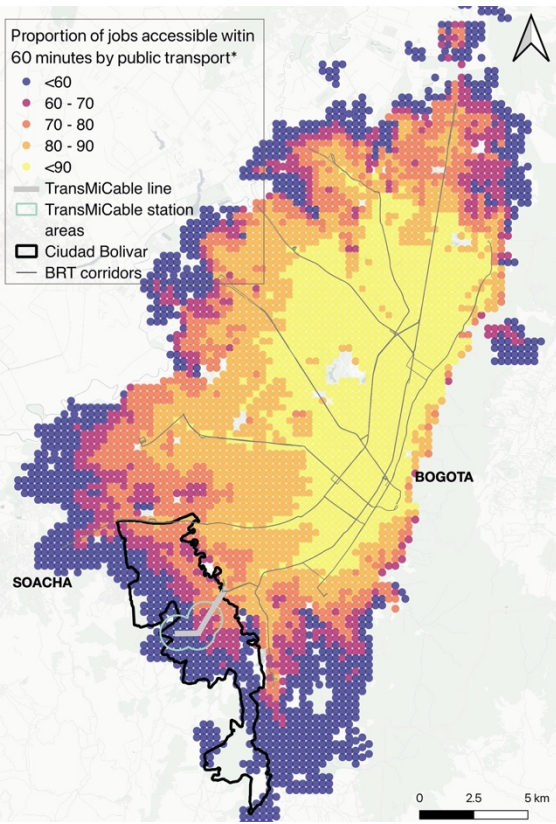 Proportion of jobs accessible witin
60 minutes by public transport*
<60
60 - 70
70 - 80
80 - 90
<90
TransMiCable line
TransMiCable station
areas
Ciudad Bolivar
BRT corridors
BOGOTA
SOACHA
0 2.5 5 km